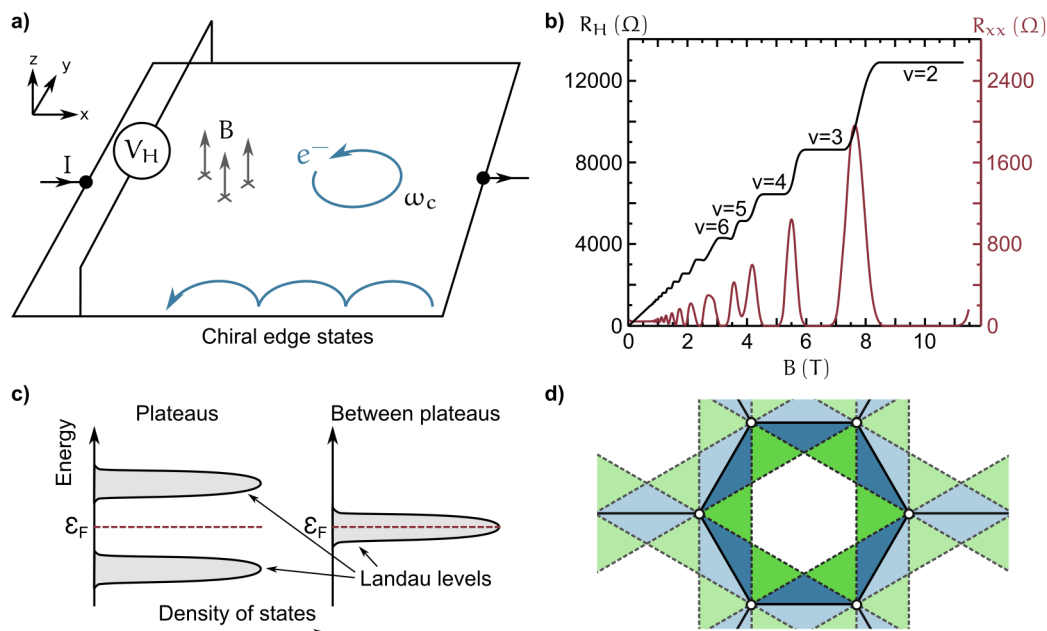 a)
z
y
x
I
V_H
B
e⁻
ω_c
Chiral edge states
b)
R_H (Ω)
R_xx (Ω)
12000
8000
4000
0
2400
1600
800
0
v=2
v=3
v=4
v=5
v=6
0 2 4 6 8 10
B (T)
c)
Plateaus
Between plateaus
Energy
ε_F
ε_F
Landau levels
Density of states
d)